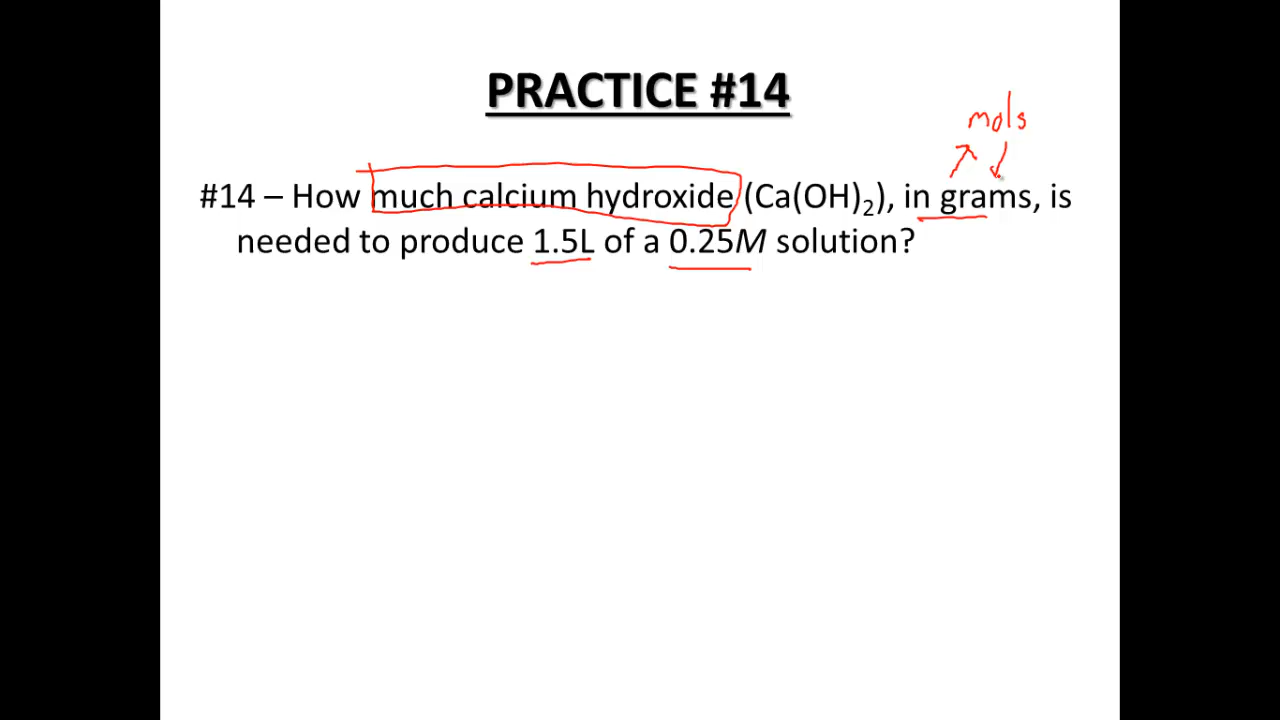 PRACTICE #14
mols
#14 – How much calcium hydroxide (Ca(OH)₂), in grams, is
needed to produce 1.5L of a 0.25M solution?